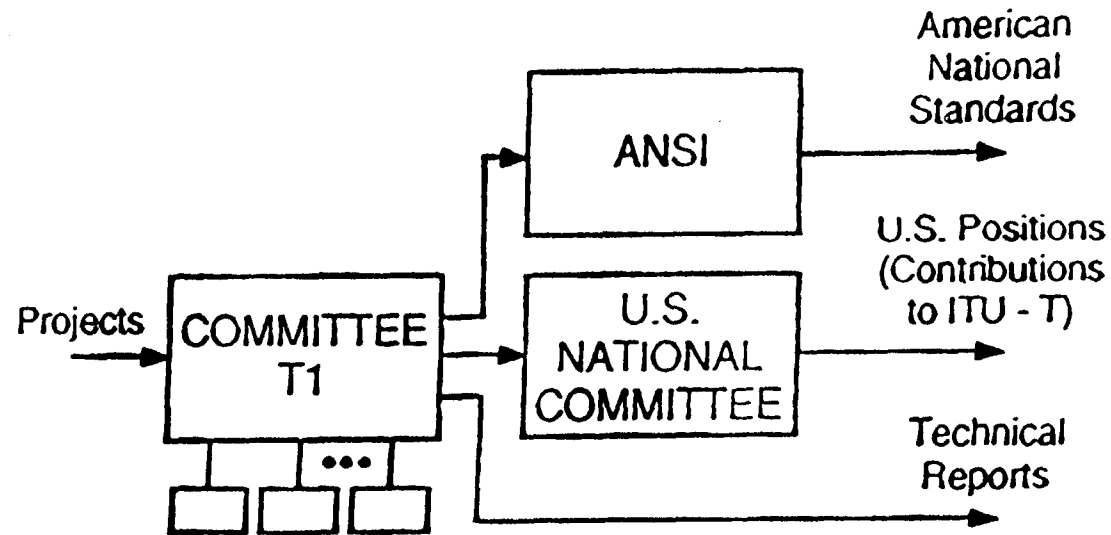 American
National
Standards
ANSI
U.S. Positions
(Contributions
to ITU - T)
Projects
COMMITTEE
T1
U.S.
NATIONAL
COMMITTEE
Technical
Reports